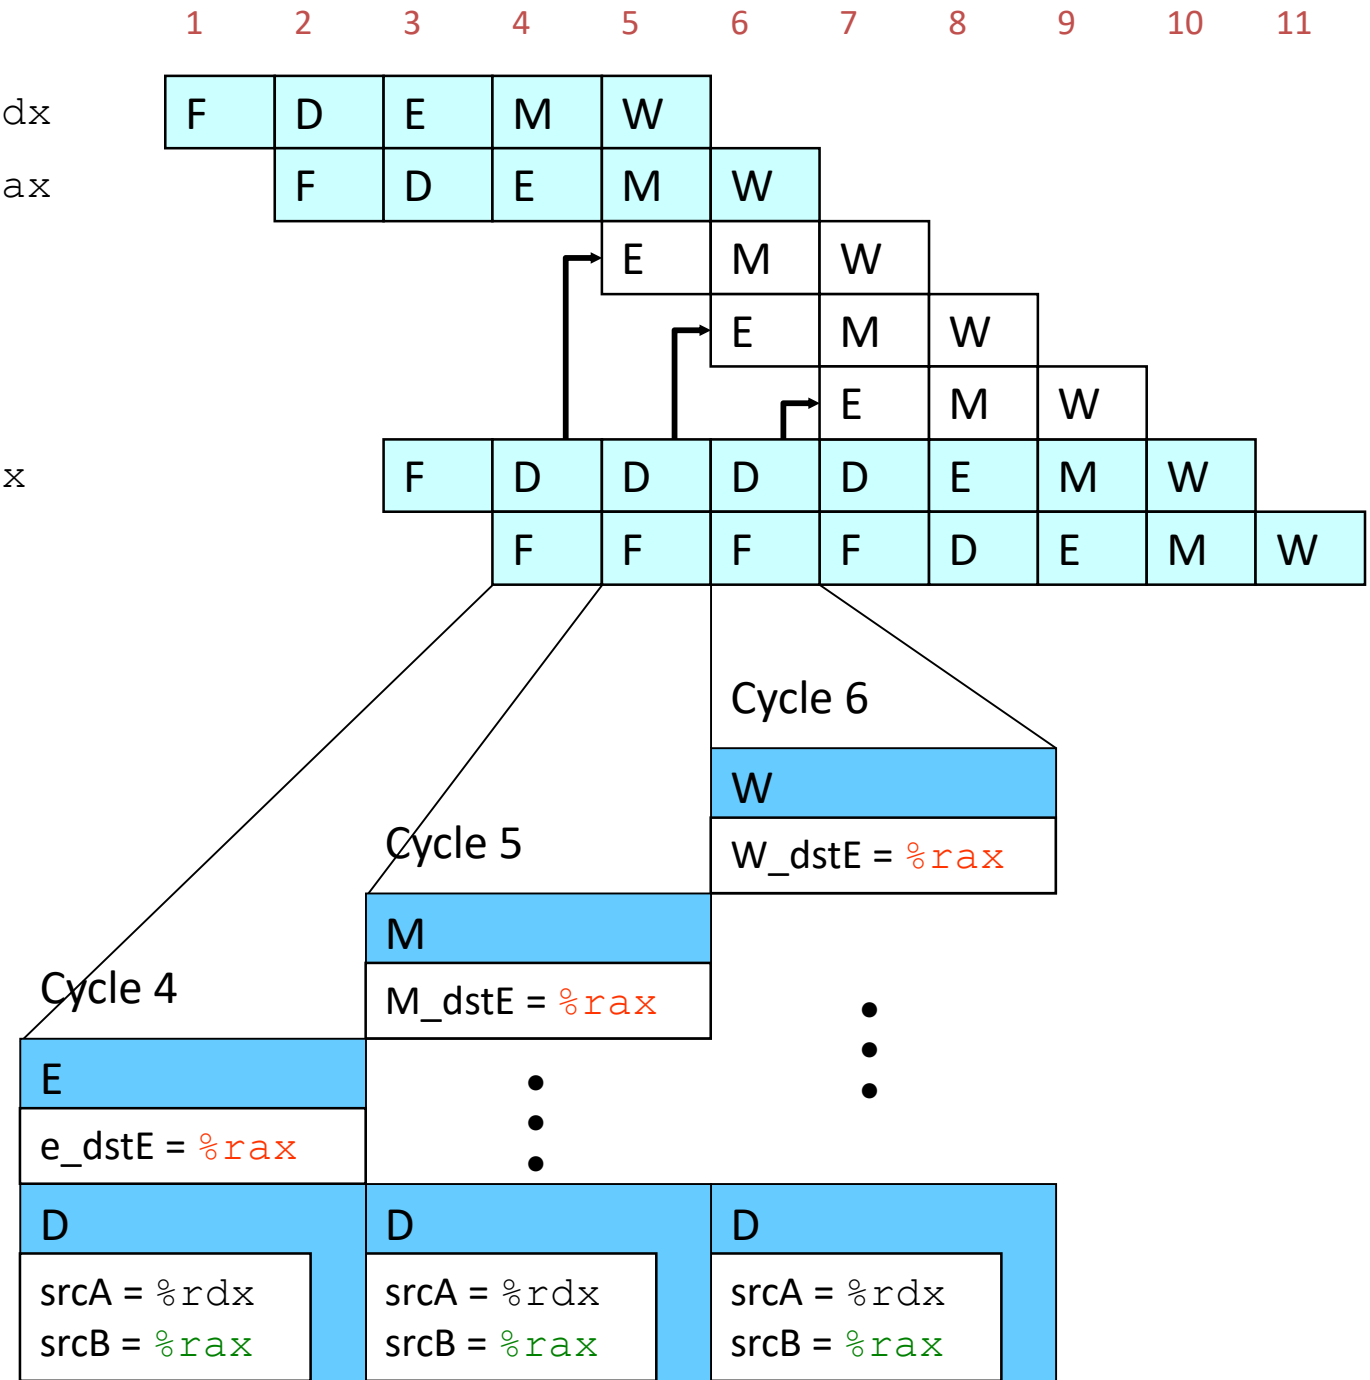 1 2 3 4 5 6 7 8 9 10 11
dx F D E M W
ax F D E M W
E M W
E M W
E M W
x F D D D D E M W
F F F F D E M W
Cycle 6
W
W_dstE = %rax
Cycle 5
M
M_dstE = %rax
Cycle 4
E
e_dstE = %rax
D D D
srcA = %rdx srcA = %rdx srcA = %rdx
srcB = %rax srcB = %rax srcB = %rax